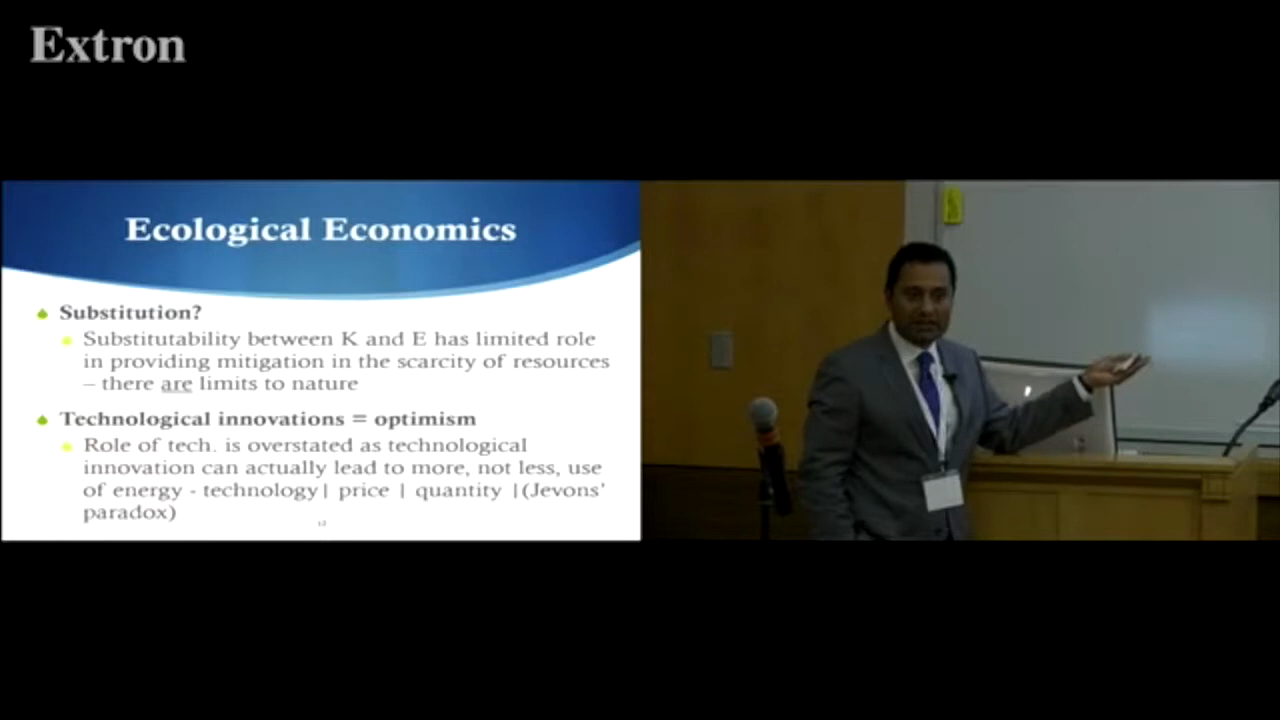 Extron
Ecological Economics
Substitution?
Substitutability between K and E has limited role
in providing mitigation in the scarcity of resources
– there are limits to nature
Technological innovations = optimism
Role of tech. is overstated as technological
innovation can actually lead to more, not less, use
of energy - technology| price | quantity |(Jevons'
paradox)